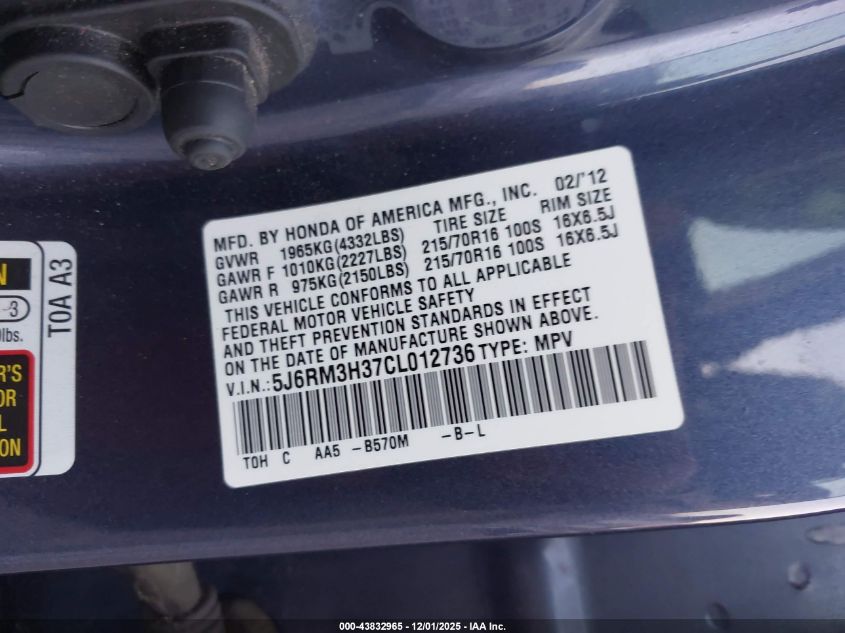 MFD. BY HONDA OF AMERICA MFG., INC. 02/'12
GVWR 1965KG(4332LBS) TIRE SIZE RIM SIZE
GAWR F 1010KG(2227LBS) 215/70R16 100S 16X6.5J
GAWR R 975KG(2150LBS) 215/70R16 100S 16X6.5J
THIS VEHICLE CONFORMS TO ALL APPLICABLE
FEDERAL MOTOR VEHICLE SAFETY
AND THEFT PREVENTION STANDARDS IN EFFECT
ON THE DATE OF MANUFACTURE SHOWN ABOVE.
V.I.N.: 5J6RM3H37CL012736 TYPE: MPV
TOH C AA5 -B570M -B-L
TOA A3
000-43832965 - 12/01/2025 - IAA Inc.